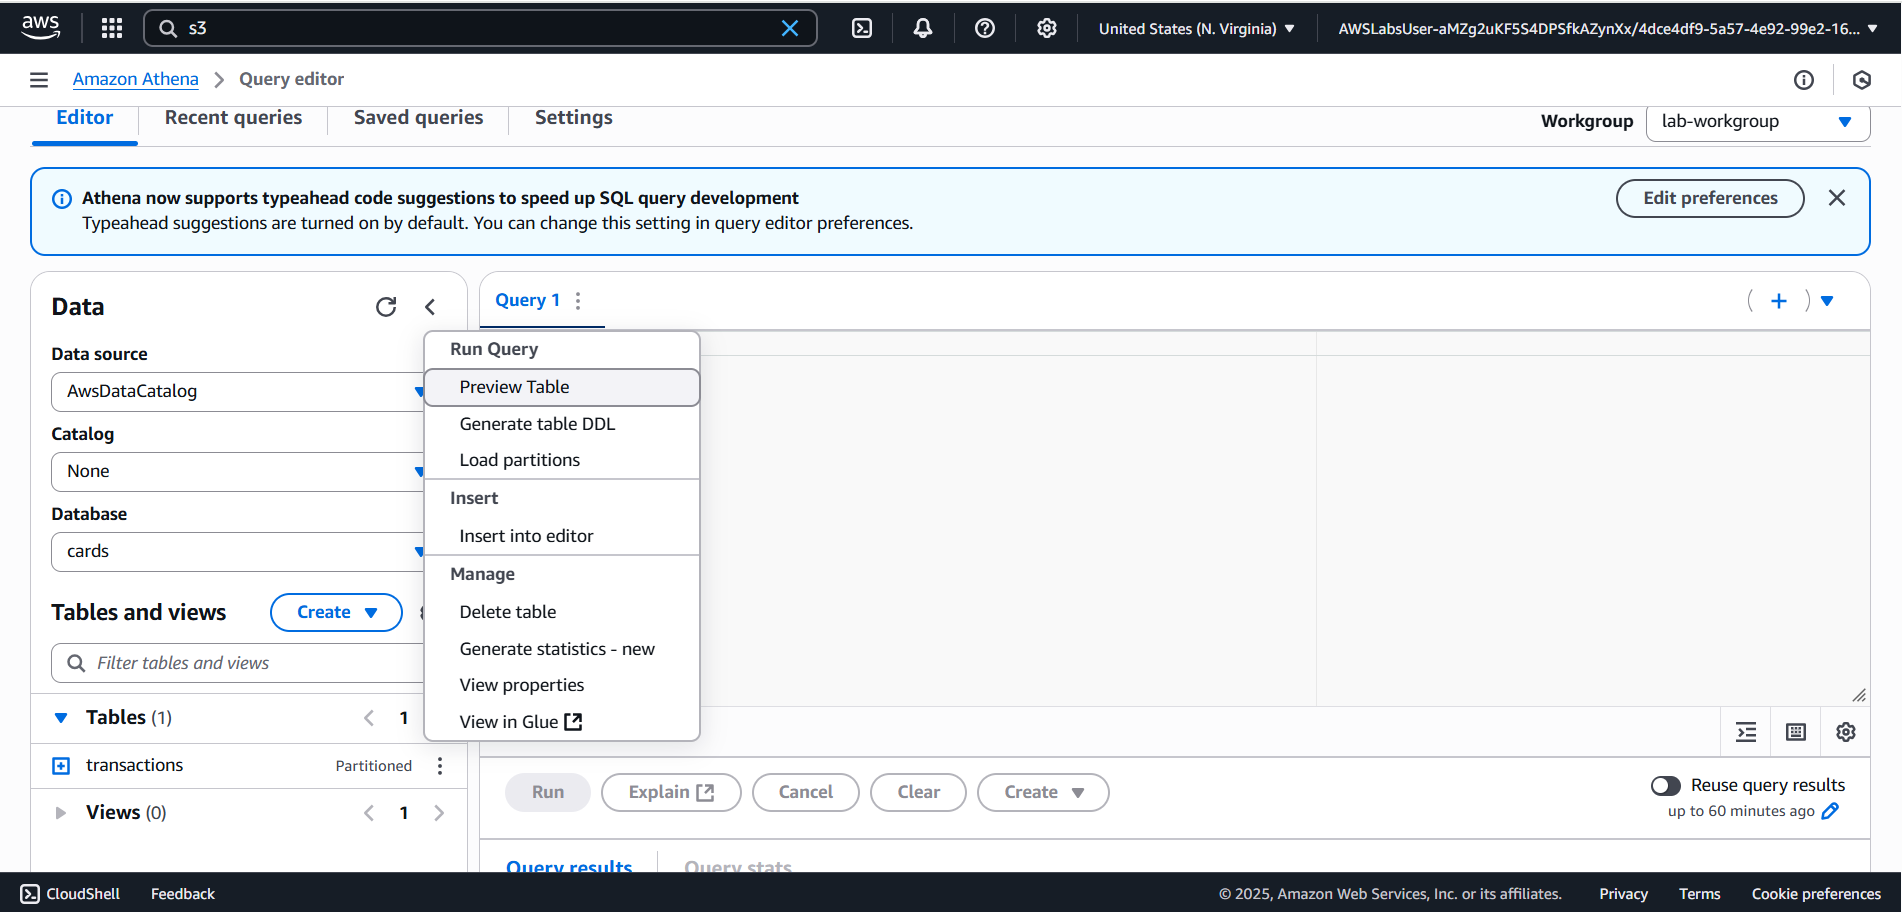 aws
s3
United States (N. Virginia)
AWSLabsUser-aMZg2uKF5S4DPSfkAZynXx/4dce4df9-5a57-4e92-99e2-16...
Amazon Athena
Query editor
Editor
Recent queries
Saved queries
Settings
Workgroup
lab-workgroup
Athena now supports typeahead code suggestions to speed up SQL query development
Typeahead suggestions are turned on by default. You can change this setting in query editor preferences.
Edit preferences
Data
Data source
AwsDataCatalog
Catalog
None
Database
cards
Tables and views
Create
Filter tables and views
Tables (1)
1
transactions
Partitioned
Views (0)
1
Query 1
Run Query
Preview Table
Generate table DDL
Load partitions
Insert
Insert into editor
Manage
Delete table
Generate statistics - new
View properties
View in Glue
Run
Explain
Cancel
Clear
Create
Reuse query results
up to 60 minutes ago
Query results
Query stats
CloudShell
Feedback
© 2025, Amazon Web Services, Inc. or its affiliates.
Privacy
Terms
Cookie preferences